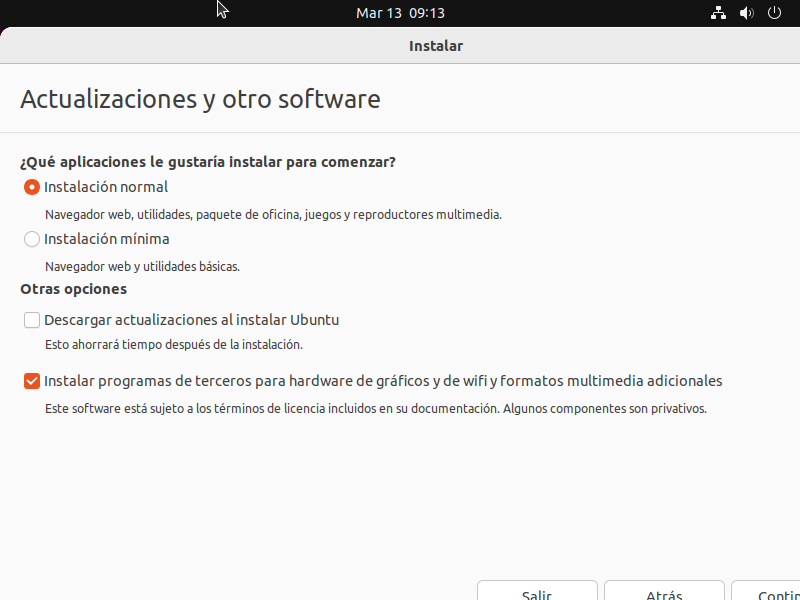 Mar 13 09:13
Instalar
Actualizaciones y otro software
¿Qué aplicaciones le gustaría instalar para comenzar?
Instalación normal
Navegador web, utilidades, paquete de oficina, juegos y reproductores multimedia.
Instalación mínima
Navegador web y utilidades básicas.
Otras opciones
Descargar actualizaciones al instalar Ubuntu
Esto ahorrará tiempo después de la instalación.
Instalar programas de terceros para hardware de gráficos y de wifi y formatos multimedia adicionales
Este software está sujeto a los términos de licencia incluidos en su documentación. Algunos componentes son privativos.
Salir
Atrás